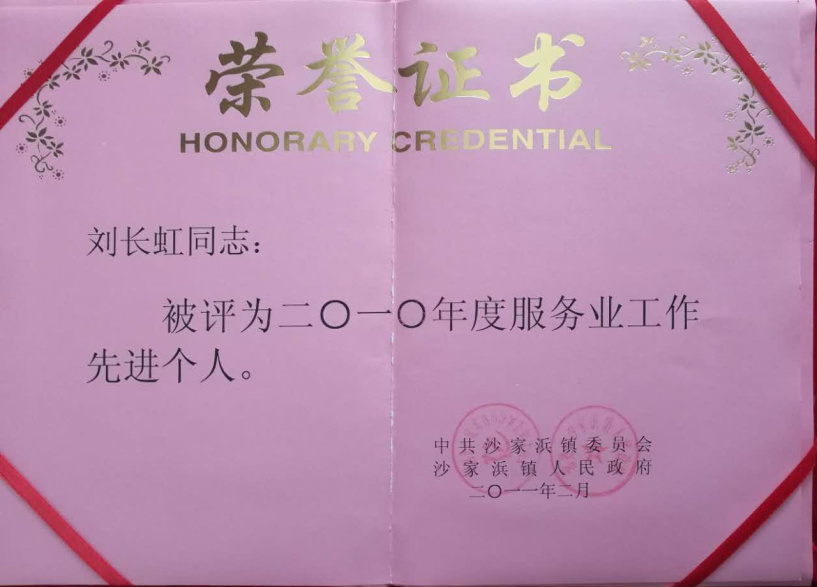 荣誉证书
HONORARY CREDENTIAL
刘长虹同志：
被评为二〇一〇年度服务业工作
先进个人。
中共沙家浜镇委员会
沙家浜镇人民政府
二〇一一年二月